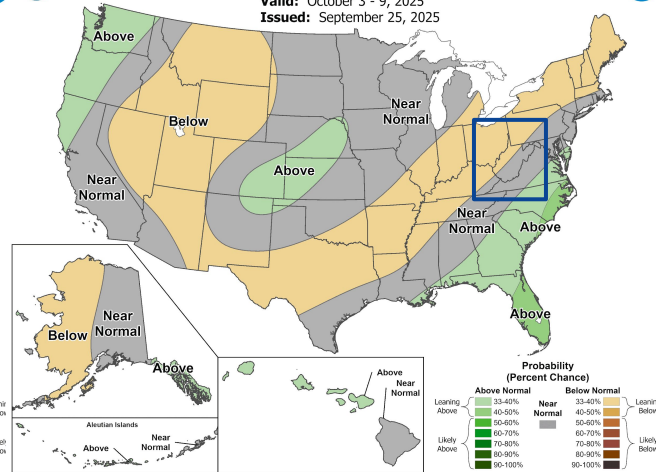 Valid: October 3 - 9, 2025
Issued: September 25, 2025
Above
Near
Normal
Below
Above
Near
Normal
Near
Normal
Above
Above
Below
Near
Normal
Above
Aleutian Islands
Above
Near
Normal
Above
Near
Normal
Probability
(Percent Chance)
Above Normal
Below Normal
Leaning
Above
33-40%
40-50%
Near
Normal
33-40%
40-50%
Leaning
Likely
Above
50-60%
60-70%
70-80%
80-90%
90-100%
50-60%
60-70%
70-80%
80-90%
90-100%
Likely